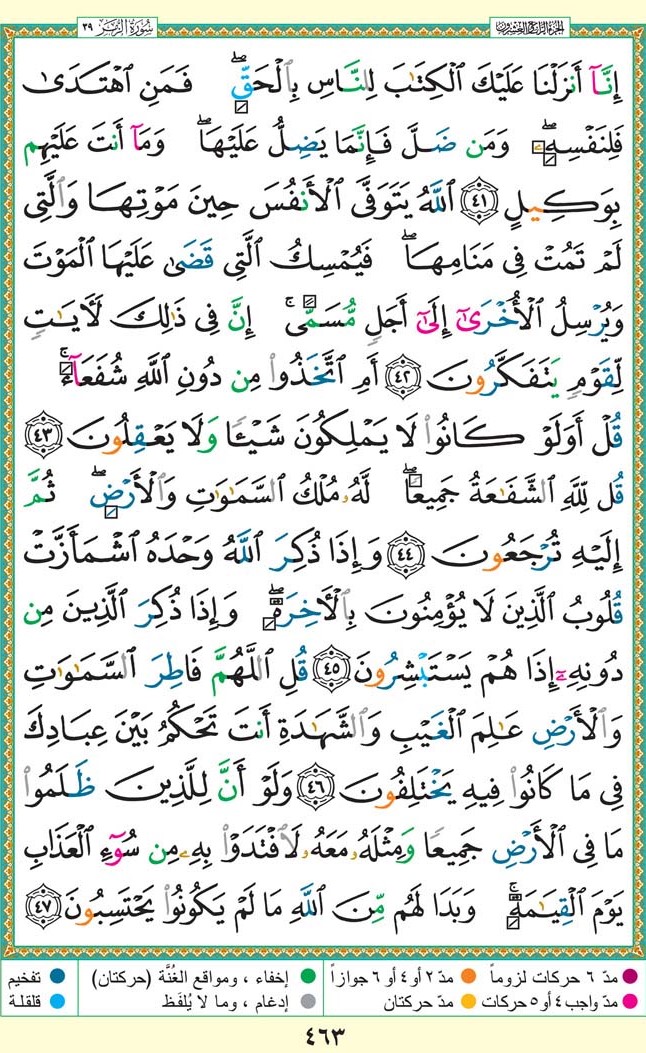 سُورَةُ الزُّمَرِ ٣٩
الجزء الرابع والعشرون
إِنَّآ أَنزَلْنَا عَلَيْكَ ٱلْكِتَٰبَ لِلنَّاسِ بِٱلْحَقِّ ۖ فَمَنِ ٱهْتَدَىٰ
فَلِنَفْسِهِۦ ۖ وَمَن ضَلَّ فَإِنَّمَا يَضِلُّ عَلَيْهَا ۖ وَمَآ أَنتَ عَلَيْهِم
بِوَكِيلٍ ٤١ ٱللَّهُ يَتَوَفَّى ٱلْأَنفُسَ حِينَ مَوْتِهَا وَٱلَّتِى
لَمْ تَمُتْ فِى مَنَامِهَا ۖ فَيُمْسِكُ ٱلَّتِى قَضَىٰ عَلَيْهَا ٱلْمَوْتَ
وَيُرْسِلُ ٱلْأُخْرَىٰٓ إِلَىٰٓ أَجَلٍ مُّسَمًّى ۚ إِنَّ فِى ذَٰلِكَ لَءَايَٰتٍ
لِّقَوْمٍ يَتَفَكَّرُونَ ٤٢ أَمِ ٱتَّخَذُوا۟ مِن دُونِ ٱللَّهِ شُفَعَآءَ ۚ
قُلْ أَوَلَوْ كَانُوا۟ لَا يَمْلِكُونَ شَيْـًٔا وَلَا يَعْقِلُونَ ٤٣
قُل لِّلَّهِ ٱلشَّفَٰعَةُ جَمِيعًا ۖ لَّهُۥ مُلْكُ ٱلسَّمَٰوَٰتِ وَٱلْأَرْضِ ۖ ثُمَّ
إِلَيْهِ تُرْجَعُونَ ٤٤ وَإِذَا ذُكِرَ ٱللَّهُ وَحْدَهُ ٱشْمَأَزَّتْ
قُلُوبُ ٱلَّذِينَ لَا يُؤْمِنُونَ بِٱلْءَاخِرَةِ ۖ وَإِذَا ذُكِرَ ٱلَّذِينَ مِن
دُونِهِۦٓ إِذَا هُمْ يَسْتَبْشِرُونَ ٤٥ قُلِ ٱللَّهُمَّ فَاطِرَ ٱلسَّمَٰوَٰتِ
وَٱلْأَرْضِ عَٰلِمَ ٱلْغَيْبِ وَٱلشَّهَٰدَةِ أَنتَ تَحْكُمُ بَيْنَ عِبَادِكَ
فِى مَا كَانُوا۟ فِيهِ يَخْتَلِفُونَ ٤٦ وَلَوْ أَنَّ لِلَّذِينَ ظَلَمُوا۟
مَا فِى ٱلْأَرْضِ جَمِيعًا وَمِثْلَهُۥ مَعَهُۥ لَٱفْتَدَوْا۟ بِهِۦ مِن سُوٓءِ ٱلْعَذَابِ
يَوْمَ ٱلْقِيَٰمَةِ ۚ وَبَدَا لَهُم مِّنَ ٱللَّهِ مَا لَمْ يَكُونُوا۟ يَحْتَسِبُونَ ٤٧
مدّ ٦ حركات لزوماً مدّ ٢ أو ٤ أو ٦ جوازاً إخفاء ، ومواقع الغُنَّة (حركتان) تفخيم
مدّ واجب ٤ أو ٥ حركات مدّ حركتان إدغام ، وما لا يُلفَظ قلقلة
٤٦٣